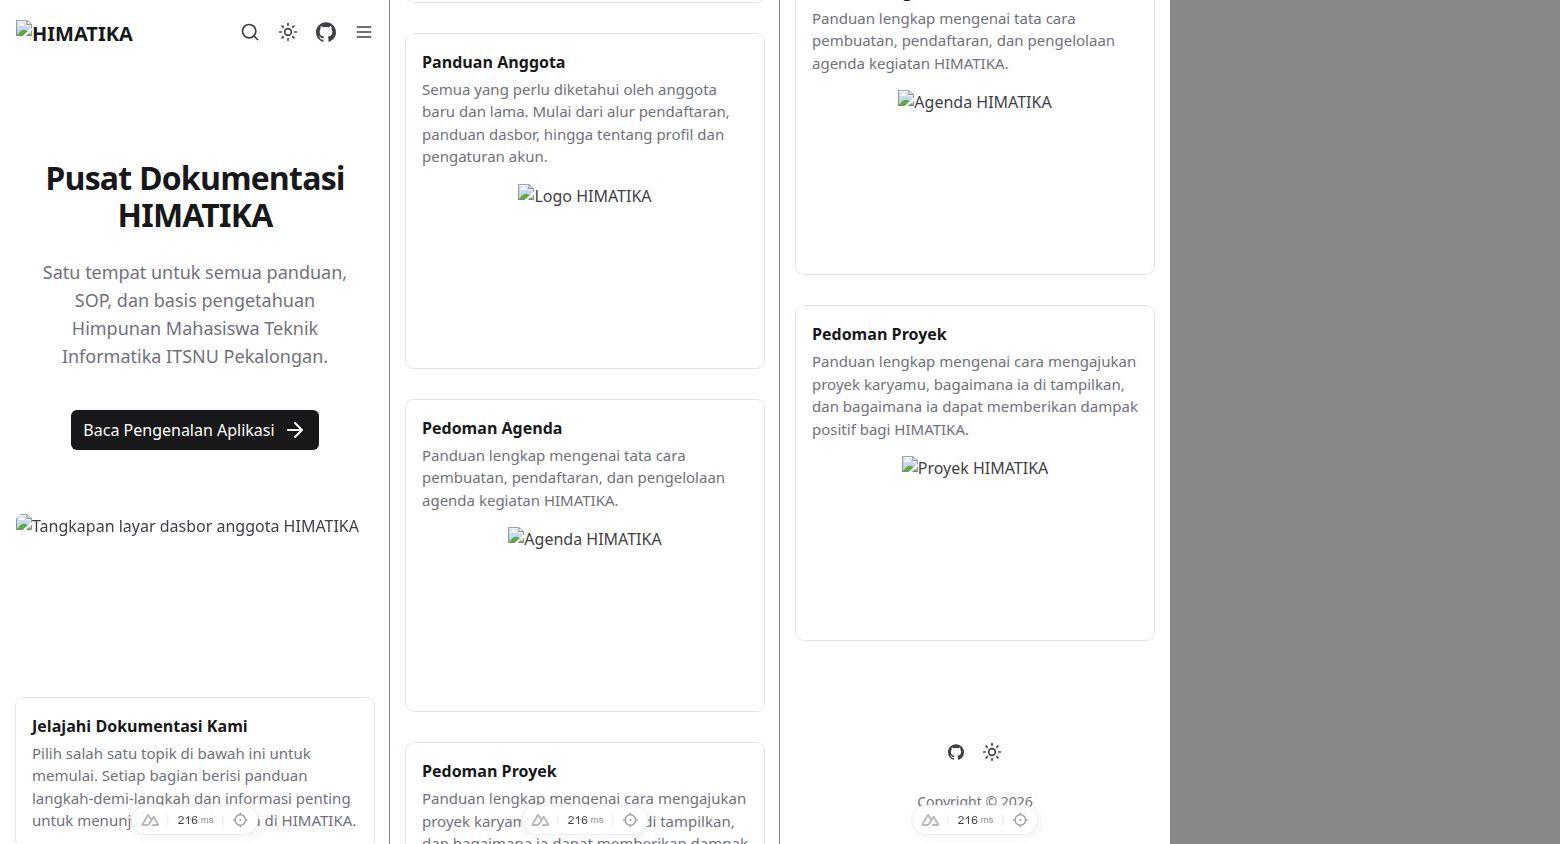 HIMATIKA
Pusat Dokumentasi
HIMATIKA
Satu tempat untuk semua panduan,
SOP, dan basis pengetahuan
Himpunan Mahasiswa Teknik
Informatika ITSNU Pekalongan.
Baca Pengenalan Aplikasi
Tangkapan layar dasbor anggota HIMATIKA
Jelajahi Dokumentasi Kami
Pilih salah satu topik di bawah ini untuk
memulai. Setiap bagian berisi panduan
langkah-demi-langkah dan informasi penting
untuk menunj di HIMATIKA.
216 ms
Panduan Anggota
Semua yang perlu diketahui oleh anggota
baru dan lama. Mulai dari alur pendaftaran,
panduan dasbor, hingga tentang profil dan
pengaturan akun.
Logo HIMATIKA
Pedoman Agenda
Panduan lengkap mengenai tata cara
pembuatan, pendaftaran, dan pengelolaan
agenda kegiatan HIMATIKA.
Agenda HIMATIKA
Pedoman Proyek
Panduan lengkap mengenai cara mengajukan
proyek karyam di tampilkan,
dan bagaimana ia dapat memberikan dampak
216 ms
Panduan lengkap mengenai tata cara
pembuatan, pendaftaran, dan pengelolaan
agenda kegiatan HIMATIKA.
Agenda HIMATIKA
Pedoman Proyek
Panduan lengkap mengenai cara mengajukan
proyek karyamu, bagaimana ia di tampilkan,
dan bagaimana ia dapat memberikan dampak
positif bagi HIMATIKA.
Proyek HIMATIKA
Copyright © 2026
216 ms